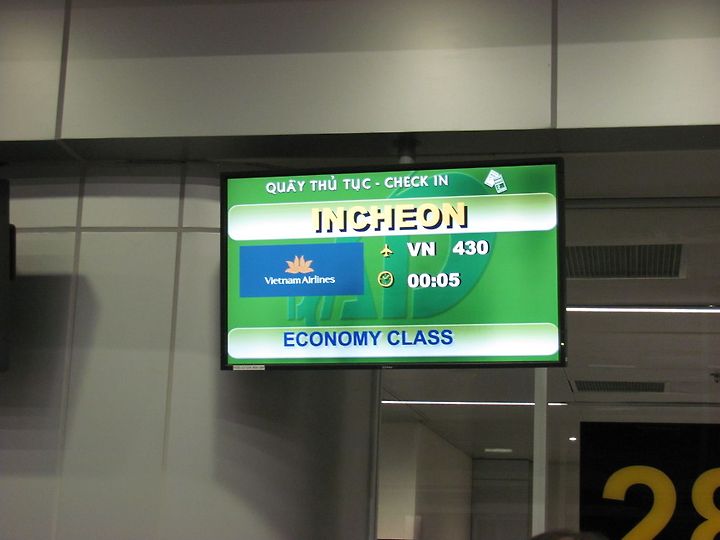 QUẦY THỦ TỤC - CHECK IN
INCHEON
Vietnam Airlines
VN 430
00:05
ECONOMY CLASS
28